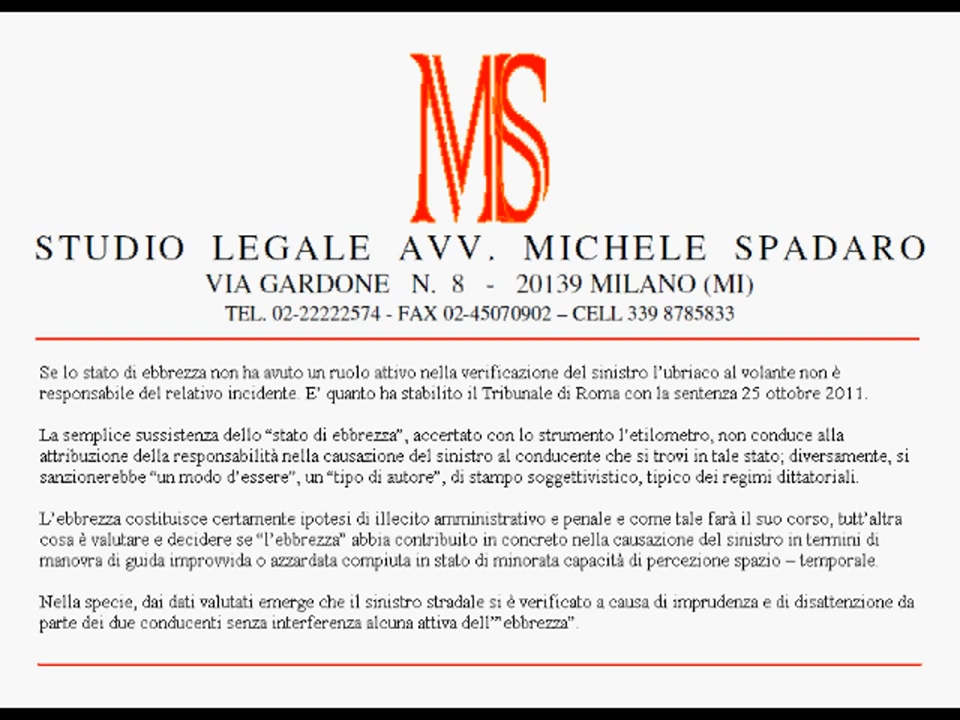 MS
STUDIO LEGALE AVV. MICHELE SPADARO
VIA GARDONE N. 8 - 20139 MILANO (MI)
TEL. 02-22222574 - FAX 02-45070902 – CELL 339 8785833
Se lo stato di ebbrezza non ha avuto un ruolo attivo nella verificazione del sinistro l'ubriaco al volante non è
responsabile del relativo incidente. E' quanto ha stabilito il Tribunale di Roma con la sentenza 25 ottobre 2011.
La semplice sussistenza dello “stato di ebbrezza”, accertato con lo strumento l'etilometro, non conduce alla
attribuzione della responsabilità nella causazione del sinistro al conducente che si trovi in tale stato; diversamente, si
sanzionerebbe “un modo d'essere”, un “tipo di autore”, di stampo soggettivistico, tipico dei regimi dittatoriali.
L'ebbrezza costituisce certamente ipotesi di illecito amministrativo e penale e come tale farà il suo corso, tutt'altra
cosa è valutare e decidere se “l'ebbrezza” abbia contribuito in concreto nella causazione del sinistro in termini di
manovra di guida improvvida o azzardata compiuta in stato di minorata capacità di percezione spazio – temporale.
Nella specie, dai dati valutati emerge che il sinistro stradale si è verificato a causa di imprudenza e di disattenzione da
parte dei due conducenti senza interferenza alcuna attiva dell'”ebbrezza”.